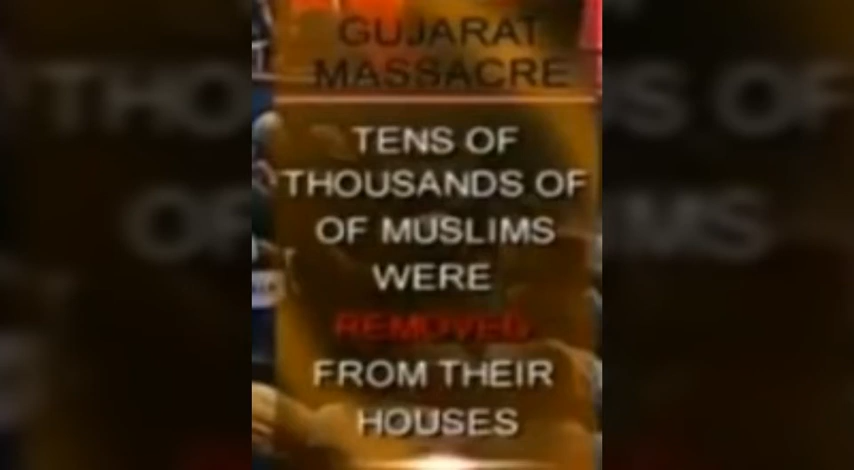 GUJARAT
MASSACRE
TENS OF
THOUSANDS OF
OF MUSLIMS
WERE
REMOVED
FROM THEIR
HOUSES